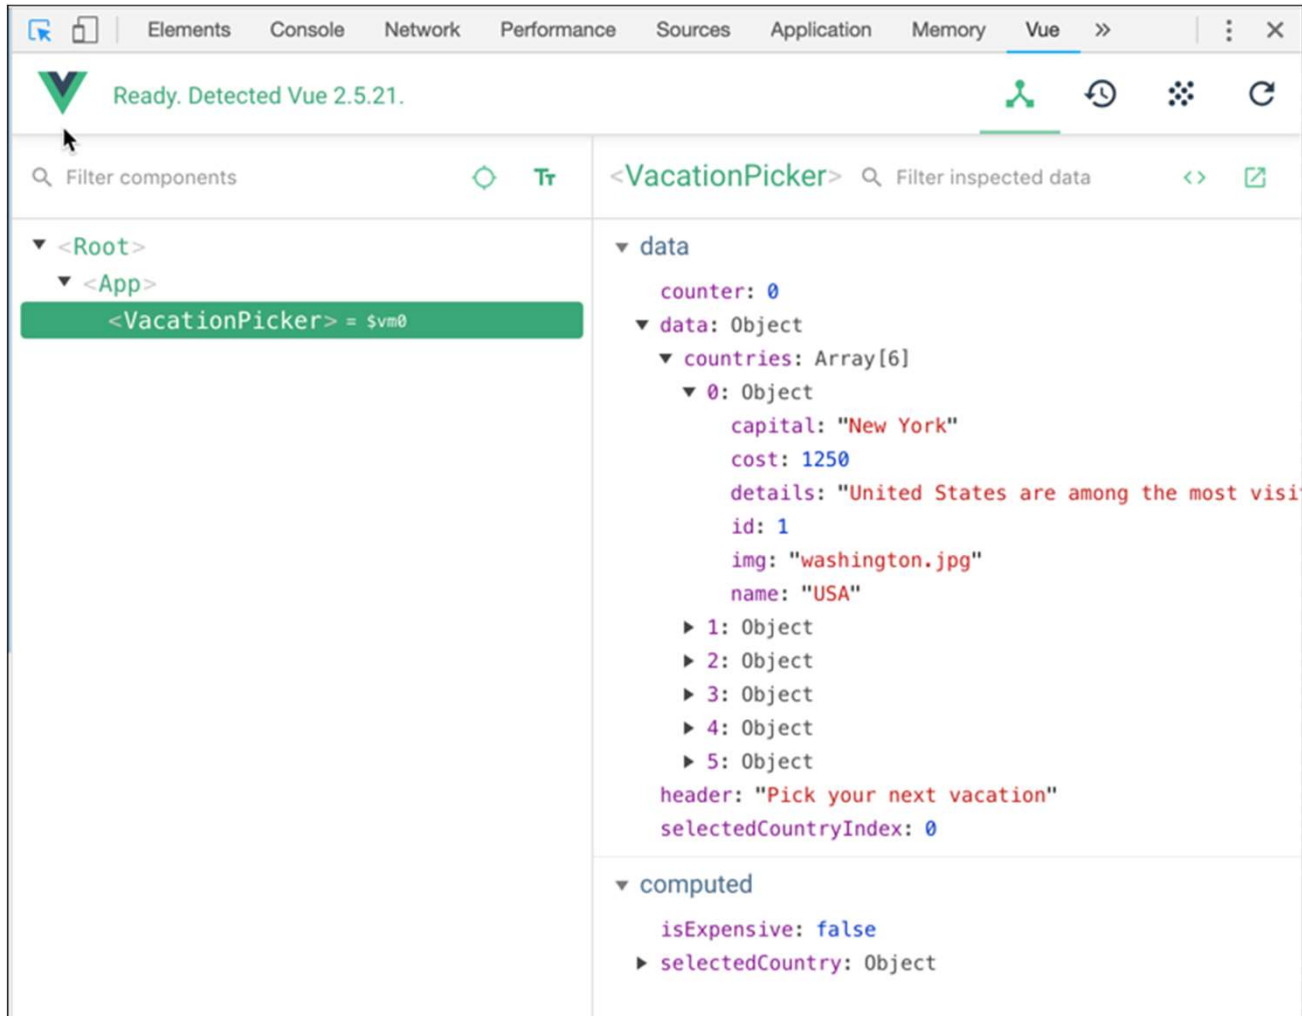 Elements Console Network Performance Sources Application Memory Vue »
Ready. Detected Vue 2.5.21.
Filter components Tт
<VacationPicker> Filter inspected data <>
<Root>
<App>
<VacationPicker> = $vm0
data
counter: 0
data: Object
countries: Array[6]
0: Object
capital: "New York"
cost: 1250
details: "United States are among the most visi
id: 1
img: "washington.jpg"
name: "USA"
1: Object
2: Object
3: Object
4: Object
5: Object
header: "Pick your next vacation"
selectedCountryIndex: 0
computed
isExpensive: false
selectedCountry: Object